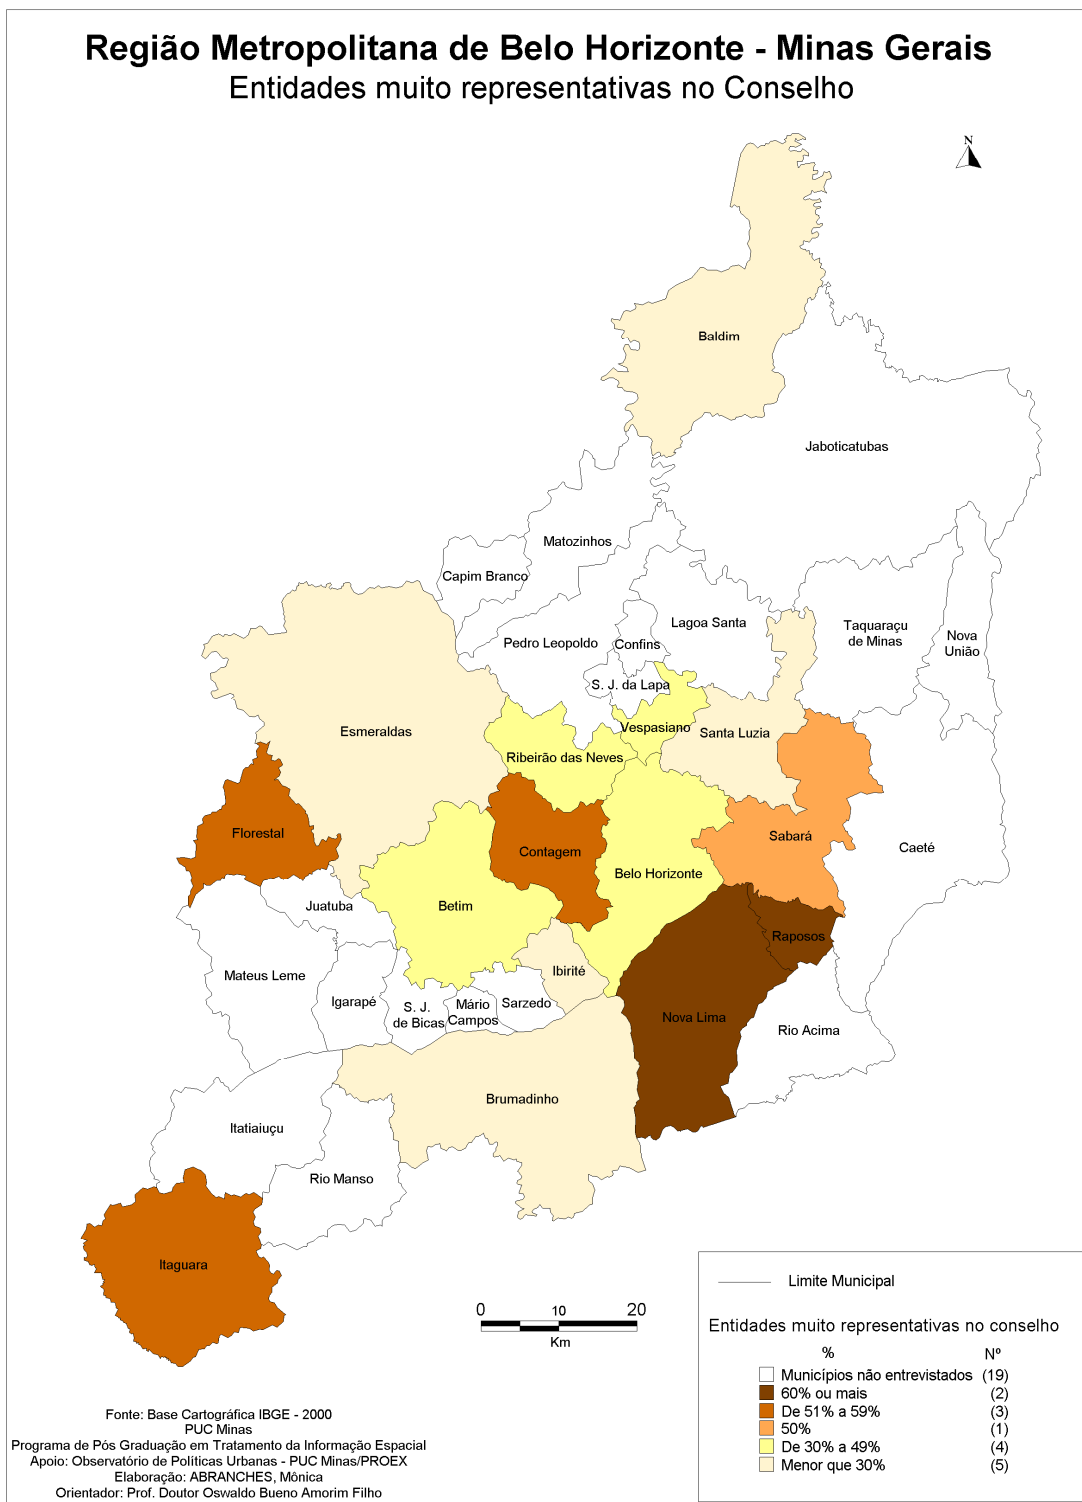 Região Metropolitana de Belo Horizonte - Minas Gerais
Entidades muito representativas no Conselho
N
Baldim
Jaboticatubas
Matozinhos
Capim Branco
Lagoa Santa
Taquaraçu
de Minas
Nova
União
Pedro Leopoldo
Confins
S. J. da Lapa
Vespasiano
Santa Luzia
Esmeraldas
Ribeirão das Neves
Florestal
Contagem
Sabará
Caeté
Belo Horizonte
Betim
Juatuba
Raposos
Mateus Leme
Igarapé
S. J.
de Bicas
Mário
Campos
Sarzedo
Ibirité
Nova Lima
Rio Acima
Brumadinho
Itatiaiuçu
Rio Manso
Itaguara
0 10 20
Km
Limite Municipal
Entidades muito representativas no conselho
% Nº
Municípios não entrevistados (19)
60% ou mais (2)
De 51% a 59% (3)
50% (1)
De 30% a 49% (4)
Menor que 30% (5)
Fonte: Base Cartográfica IBGE - 2000
PUC Minas
Programa de Pós Graduação em Tratamento da Informação Espacial
Apoio: Observatório de Políticas Urbanas - PUC Minas/PROEX
Elaboração: ABRANCHES, Mônica
Orientador: Prof. Doutor Oswaldo Bueno Amorim Filho